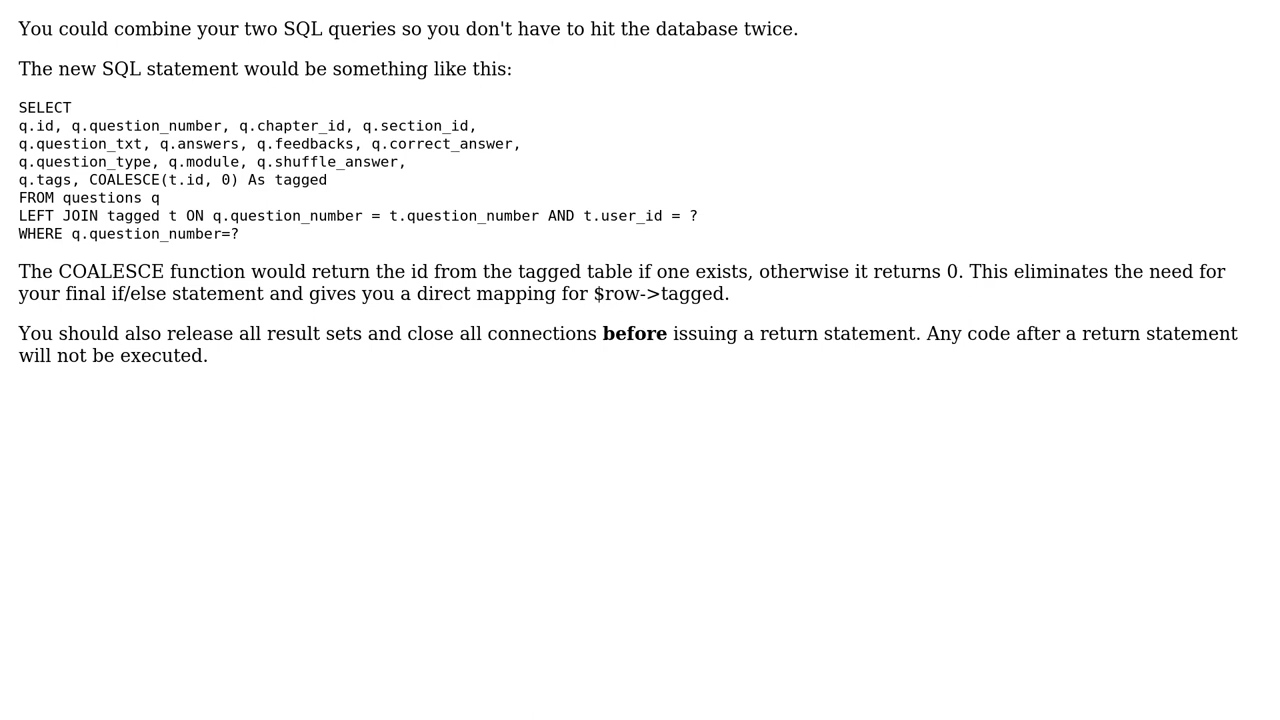 You could combine your two SQL queries so you don't have to hit the database twice.
The new SQL statement would be something like this:
SELECT
q.id, q.question_number, q.chapter_id, q.section_id,
q.question_txt, q.answers, q.feedbacks, q.correct_answer,
q.question_type, q.module, q.shuffle_answer,
q.tags, COALESCE(t.id, 0) As tagged
FROM questions q
LEFT JOIN tagged t ON q.question_number = t.question_number AND t.user_id = ?
WHERE q.question_number=?
The COALESCE function would return the id from the tagged table if one exists, otherwise it returns 0. This eliminates the need for
your final if/else statement and gives you a direct mapping for $row->tagged.
You should also release all result sets and close all connections before issuing a return statement. Any code after a return statement
will not be executed.